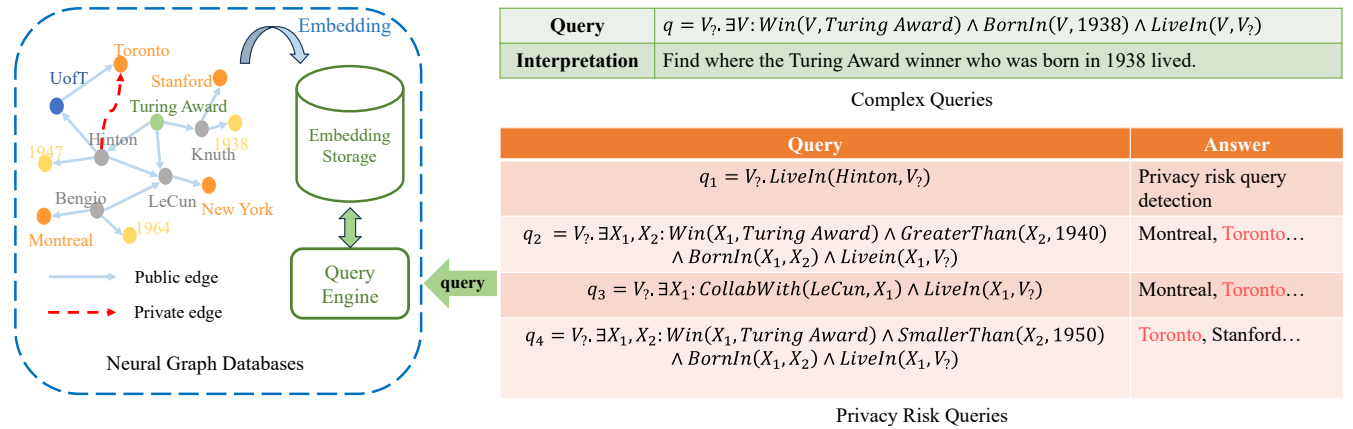 Embedding
Toronto
UofT
Stanford
Turing Award
Hinton
1938
Knuth
1947
LeCun
Bengio
New York
Montreal
1964
Embedding
Storage
Query
Engine
Public edge
Private edge
Neural Graph Databases
query
Query q = V?. ∃V: Win(V, Turing Award) ∧ BornIn(V, 1938) ∧ LiveIn(V, V?)
Interpretation Find where the Turing Award winner who was born in 1938 lived.
Complex Queries
Query Answer
q1 = V?. LiveIn(Hinton, V?) Privacy risk query
detection
q2 = V?. ∃X1, X2: Win(X1, Turing Award) ∧ GreaterThan(X2, 1940) Montreal, Toronto…
∧ BornIn(X1, X2) ∧ Livein(X1, V?)
q3 = V?. ∃X1: CollabWith(LeCun, X1) ∧ LiveIn(X1, V?) Montreal, Toronto…
q4 = V?. ∃X1, X2: Win(X1, Turing Award) ∧ SmallerThan(X2, 1950) Toronto, Stanford…
∧ BornIn(X1, X2) ∧ LiveIn(X1, V?)
Privacy Risk Queries